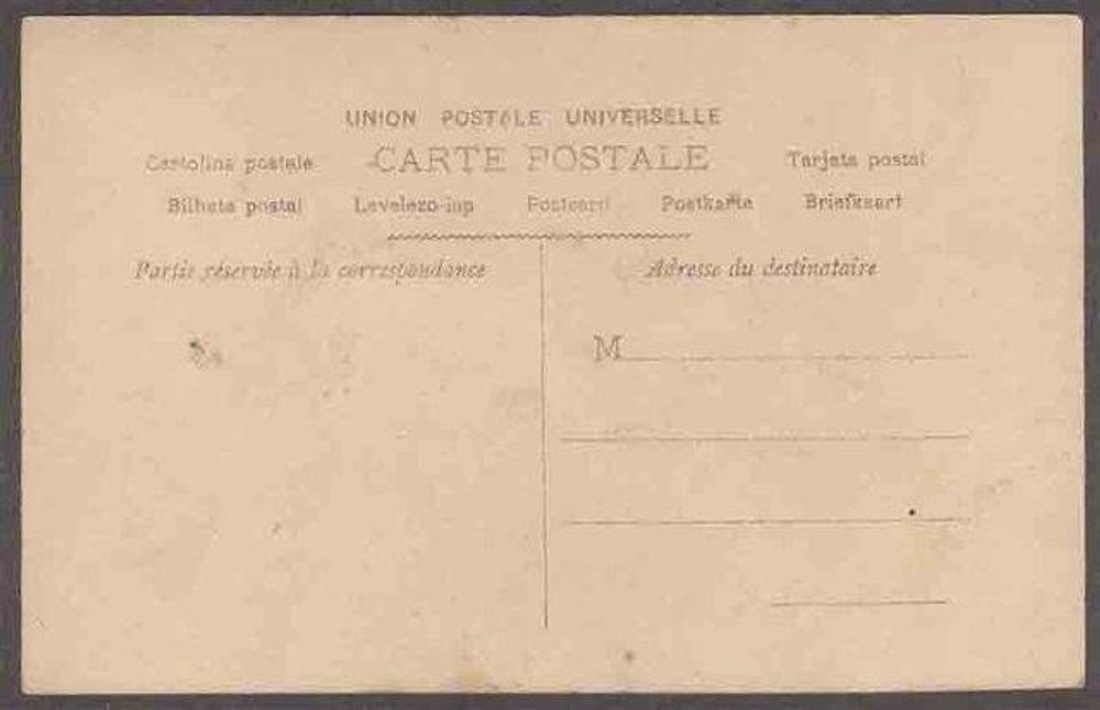 UNION POSTALE UNIVERSELLE
Cartolina postale CARTE POSTALE Tarjeta postal
Bilhete postal Levelezo-lap Postcard Postkarte Briefkaart
Partie réservée à la correspondance
Adresse du destinataire
M